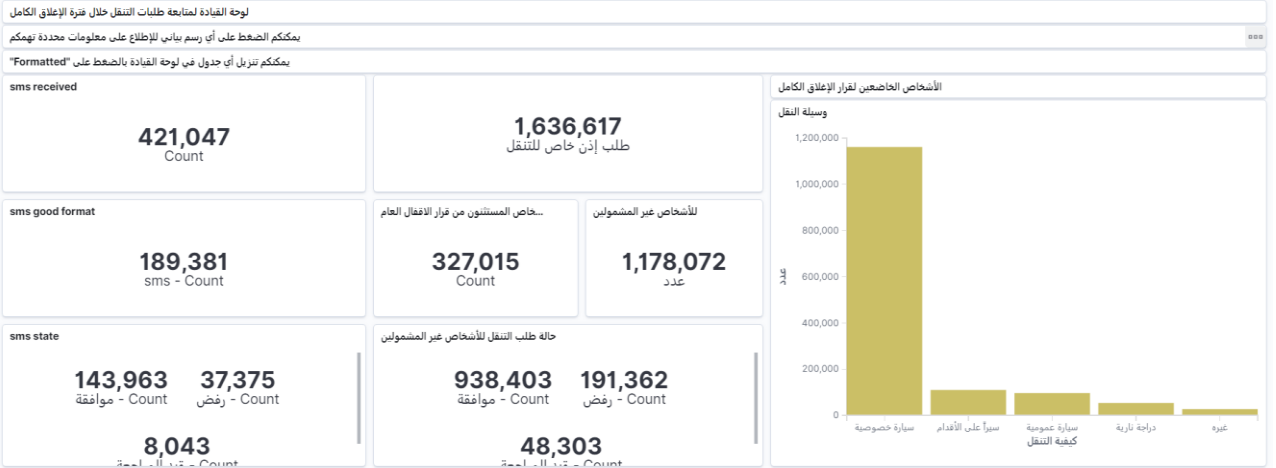 لوحة القيادة لمتابعة طلبات التنقل خلال فترة الإغلاق الكامل
يمكنكم الضغط على أي رسم بياني للإطلاع على معلومات محددة تهمكم
يمكنكم تنزيل أي جدول في لوحة القيادة بالضغط على "Formatted"
sms received
421,047
Count
1,636,617
طلب إذن خاص للتنقل
sms good format
189,381
sms - Count
...خاص المستثنون من قرار الاقفال العام
327,015
Count
للأشخاص غير المشمولين
1,178,072
عدد
sms state
143,963
موافقة - Count
37,375
رفض - Count
8,043
قيد المراجعة - Count
حالة طلب التنقل للأشخاص غير المشمولين
938,403
موافقة - Count
191,362
رفض - Count
48,303
قيد المراجعة - Count
الأشخاص الخاضعين لقرار الإغلاق الكامل
وسيلة النقل
1,200,000
1,000,000
800,000
600,000
400,000
200,000
0
عدد
سيارة خصوصية
سيراً على الأقدام
سيارة عمومية
دراجة نارية
غيره
كيفية التنقل